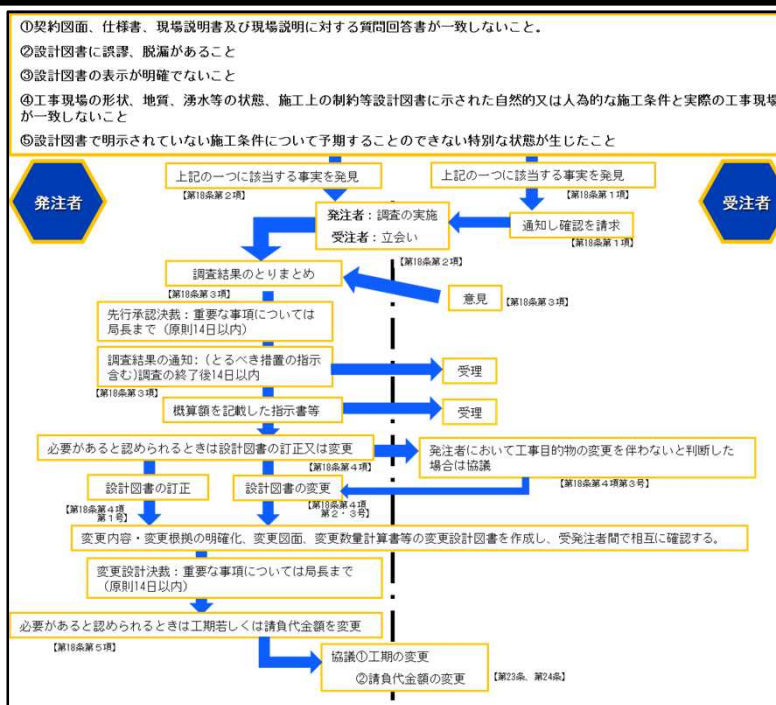 ①契約図面、仕様書、現場説明書及び現場説明に対する質問回答書が一致しないこと。
②設計図書に誤謬、脱漏があること
③設計図書の表示が明確でないこと
④工事現場の形状、地質、湧水等の状態、施工上の制約等設計図書に示された自然的又は人為的な施工条件と実際の工事現場
が一致しないこと
⑤設計図書で明示されていない施工条件について予期することのできない特別な状態が生じたこと
発注者
受注者
上記の一つに該当する事実を発見
【第18条第２項】
上記の一つに該当する事実を発見
【第18条第１項】
発注者：調査の実施
受注者：立会い
【第18条第２項】
通知し確認を請求
【第18条第１項】
調査結果のとりまとめ
【第18条第３項】
意見
【第18条第３項】
先行承認決裁：重要な事項については
局長まで（原則14日以内）
調査結果の通知：（とるべき措置の指示
含む）調査の終了後14日以内
【第18条第３項】
受理
概算額を記載した指示書等
受理
必要があると認められるときは設計図書の訂正又は変更
【第18条第４項】
発注者において工事目的物の変更を伴わないと判断した
場合は協議
【第18条第４項第３号】
設計図書の訂正
【第18条第４項
第１号】
設計図書の変更
【第18条第４項
第２・３号】
変更内容・変更根拠の明確化、変更図面、変更数量計算書等の変更設計図書を作成し、受発注者間で相互に確認する。
変更設計決裁：重要な事項については局長まで
（原則14日以内）
必要があると認められるときは工期若しくは請負代金額を変更
【第18条第５項】
協議①工期の変更
②請負代金額の変更
【第23条、第24条】